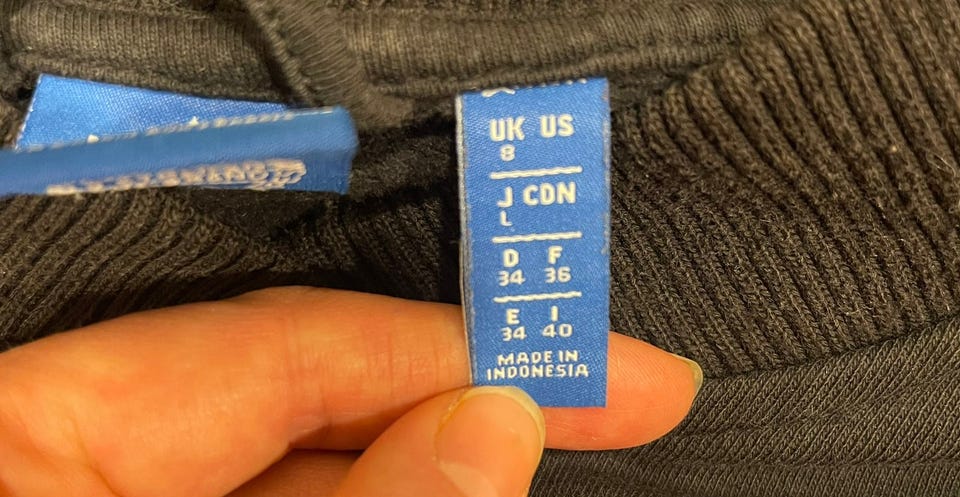 UK US
8
J CDN
L
D F
34 36
E I
34 40
MADE IN
INDONESIA